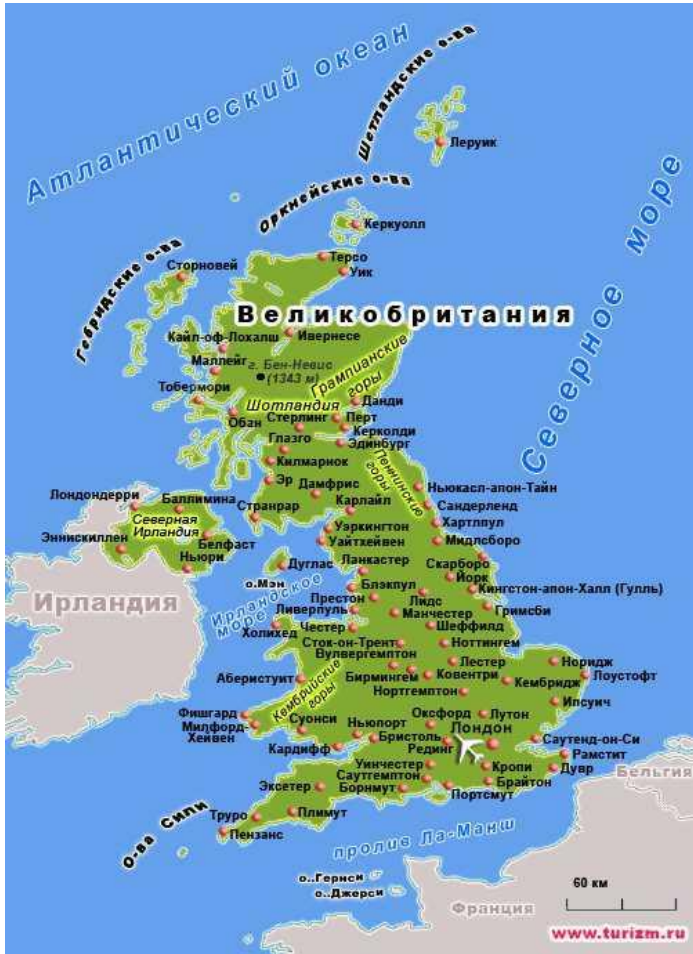 Атлантический океан
Шетландские о-ва
Леруик
Оркнейские о-ва
Керкуолл
Северное море
Гебридские о-ва
Сторновей
Терсо
Уик
Великобритания
Кайл-оф-Лохалш
Ивернесе
Маллейг
г. Бен-Невис
(1343 м)
Грампианские
горы
Тобермори
Шотландия
Данди
Обан
Стерлинг
Перт
Керколди
Глазго
Эдинбург
Килмарнок
Пеннинские
горы
Эр
Дамфрис
Ньюкасл-апон-Тайн
Лондондерри
Баллимина
Странрар
Карлайл
Сандерленд
Северная
Ирландия
Уэркингтон
Хартлпул
Эннискиллен
Белфаст
Уайтхейвен
Мидлсборо
Ньюри
Дуглас
Ланкастер
Скарборо
о.Мэн
Блэкпул
Йорк
Ирландия
Ирландское
море
Престон
Лидс
Кингстон-апон-Халл (Гулль)
Ливерпуль
Манчестер
Гримсби
Холихед
Честер
Шеффилд
Сток-он-Трент
Ноттингем
Вулвергемптон
Лестер
Норидж
Аберистуит
Кембрийские
горы
Бирмингем
Ковентри
Кембридж
Лоустофт
Нортгемптон
Ипсуич
Фишгард
Суонси
Ньюпорт
Оксфорд
Лутон
Милфорд-
Хейвен
Бристоль
Лондон
Саутенд-он-Си
Кардифф
Рединг
Рамстит
Уинчестер
Кропи
Дувр
Бельгия
Эксетер
Саутгемптон
Брайтон
Борнмут
Портсмут
О-ва Сили
Труро
Плимут
Пензанс
пролив Ла-Манш
о..Гернси
о..Джерси
60 км
Франция
www.turizm.ru